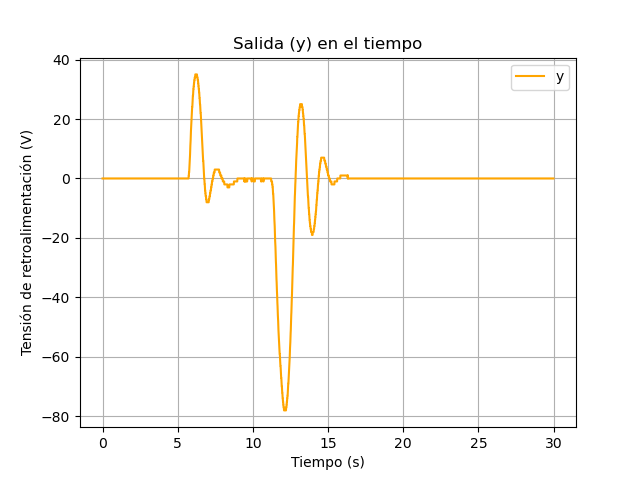 Salida (y) en el tiempo
y
Tensión de retroalimentación (V)
40
20
0
−20
−40
−60
−80
0 5 10 15 20 25 30
Tiempo (s)